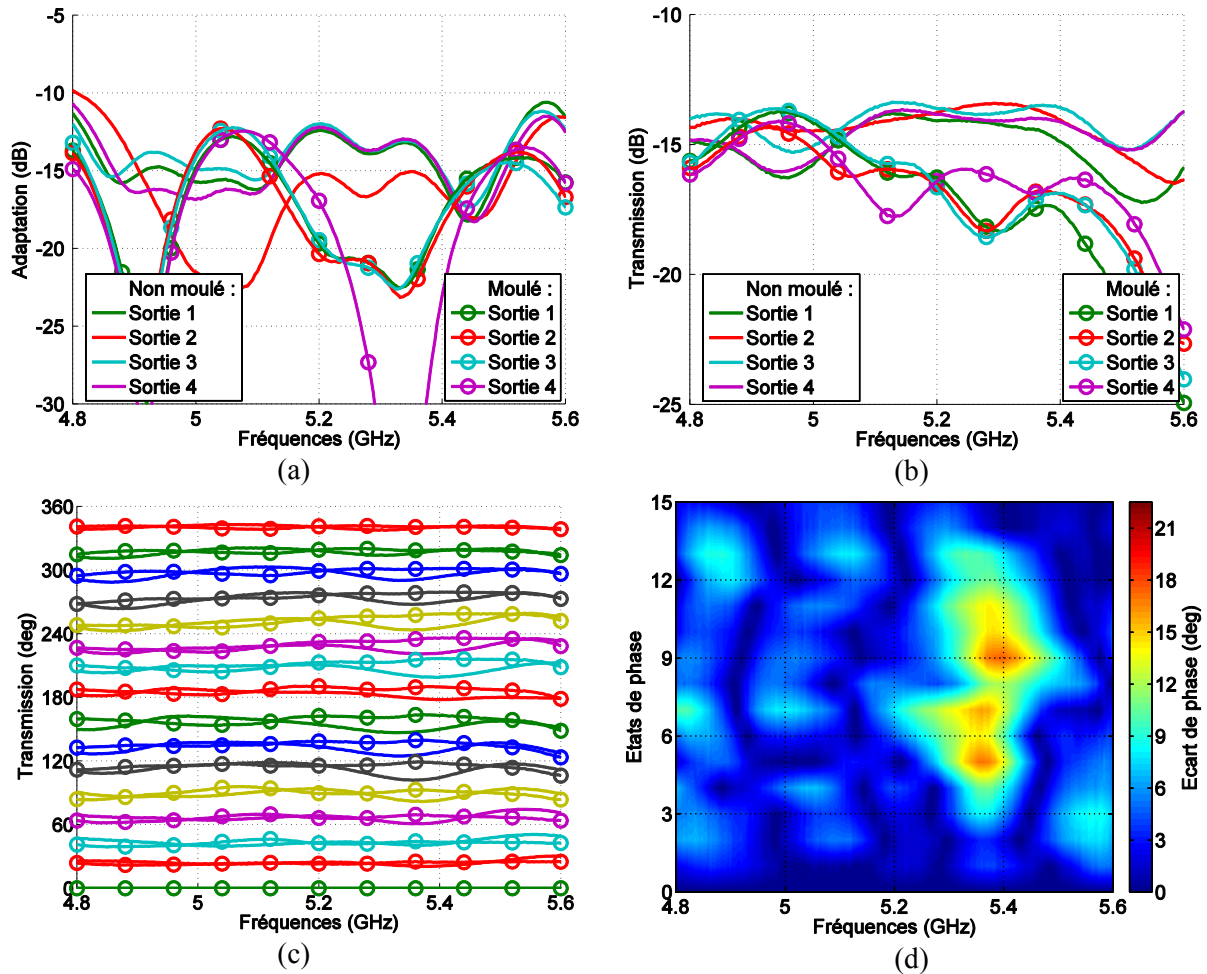 -5
-10
-15
-20
-25
-30
4.8
5
5.2
5.4
5.6
Adaptation (dB)
Fréquences (GHz)
Non moulé :
Sortie 1
Sortie 2
Sortie 3
Sortie 4
Moulé :
Sortie 1
Sortie 2
Sortie 3
Sortie 4
(a)
-10
-15
-20
-25
4.8
5
5.2
5.4
5.6
Transmission (dB)
Fréquences (GHz)
Non moulé :
Sortie 1
Sortie 2
Sortie 3
Sortie 4
Moulé :
Sortie 1
Sortie 2
Sortie 3
Sortie 4
(b)
360
300
240
180
120
60
0
4.8
5
5.2
5.4
5.6
Transmission (deg)
Fréquences (GHz)
(c)
15
12
9
6
3
0
4.8
5
5.2
5.4
5.6
Etats de phase
Fréquences (GHz)
21
18
15
12
9
6
3
0
Ecart de phase (deg)
(d)